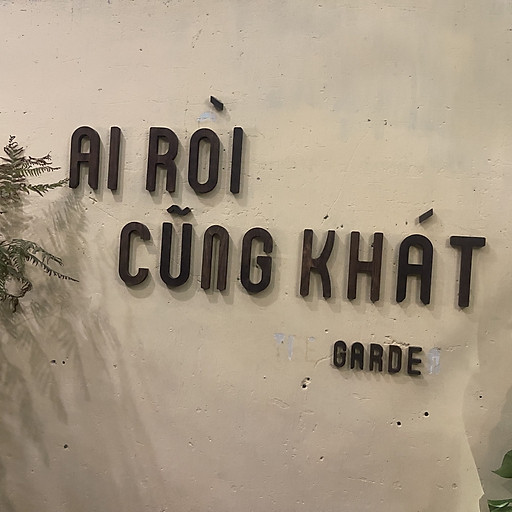 AI RÒI
CŨNG KHÁT
GARDE